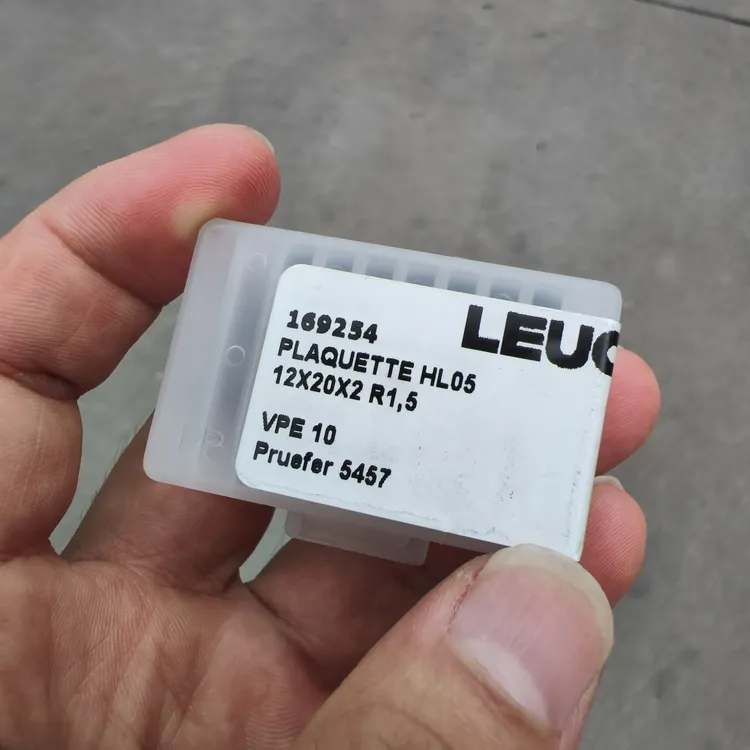 LEUC
169254
PLAQUETTE HL05
12X20X2 R1,5
VPE 10
Pruefer 5457